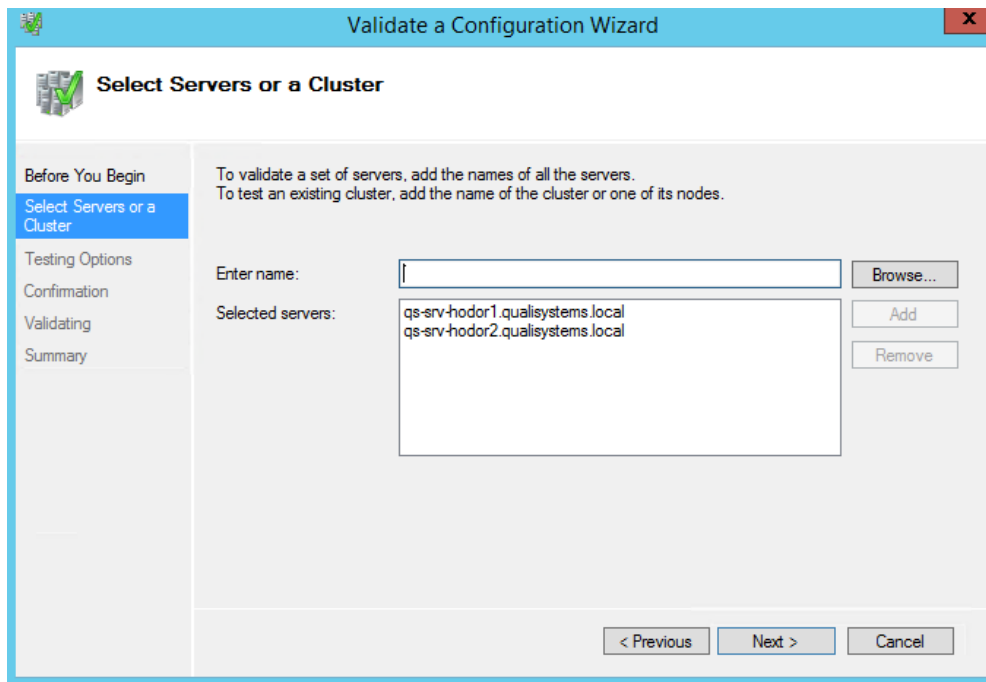 Validate a Configuration Wizard
x
Select Servers or a Cluster
Before You Begin
Select Servers or a
Cluster
Testing Options
Confirmation
Validating
Summary
To validate a set of servers, add the names of all the servers.
To test an existing cluster, add the name of the cluster or one of its nodes.
Enter name:
Browse...
Selected servers:
qs-srv-hodor1.qualisystems.local
qs-srv-hodor2.qualisystems.local
Add
Remove
< Previous
Next >
Cancel